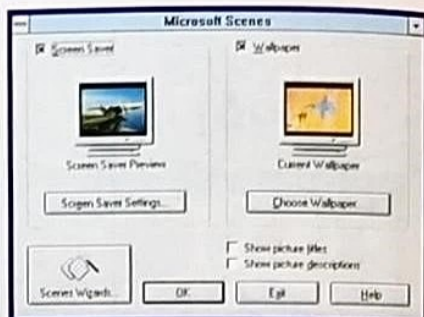 Microsoft Scenes
Screen Saver
Wallpaper
Screen Saver Preview
Current Wallpaper
Screen Saver Settings...
Choose Wallpaper
Show picture titles
Show picture descriptions
Scenes Wizards...
OK
Exit
Help